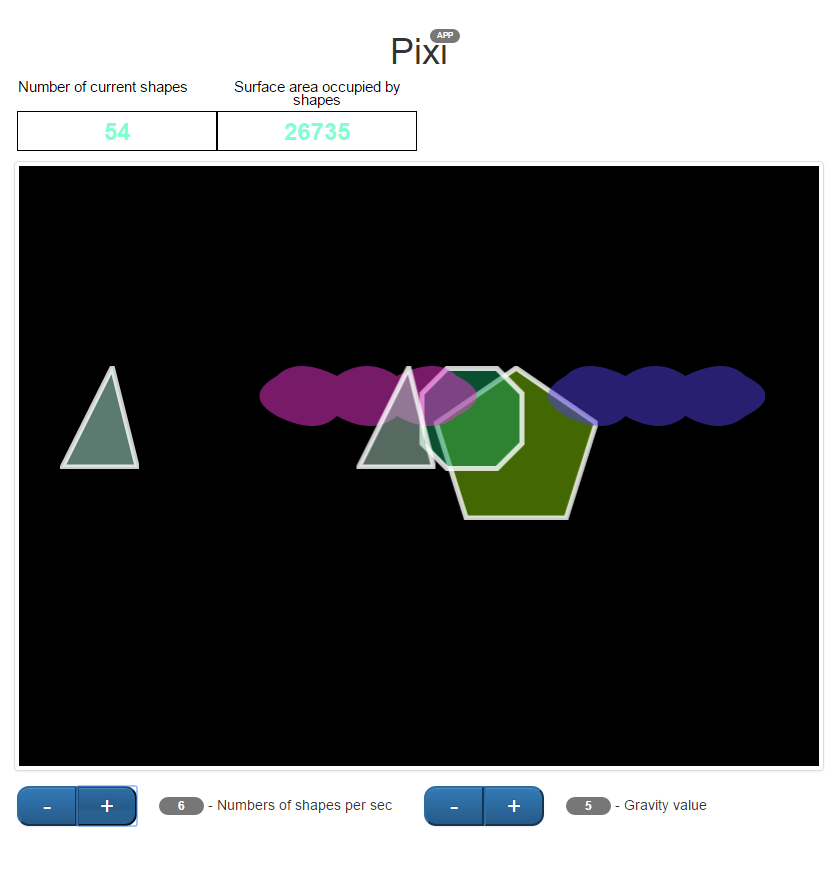 Pixi APP
Number of current shapes
Surface area occupied by
shapes
54
26735
- + 6 - Numbers of shapes per sec
- + 5 - Gravity value